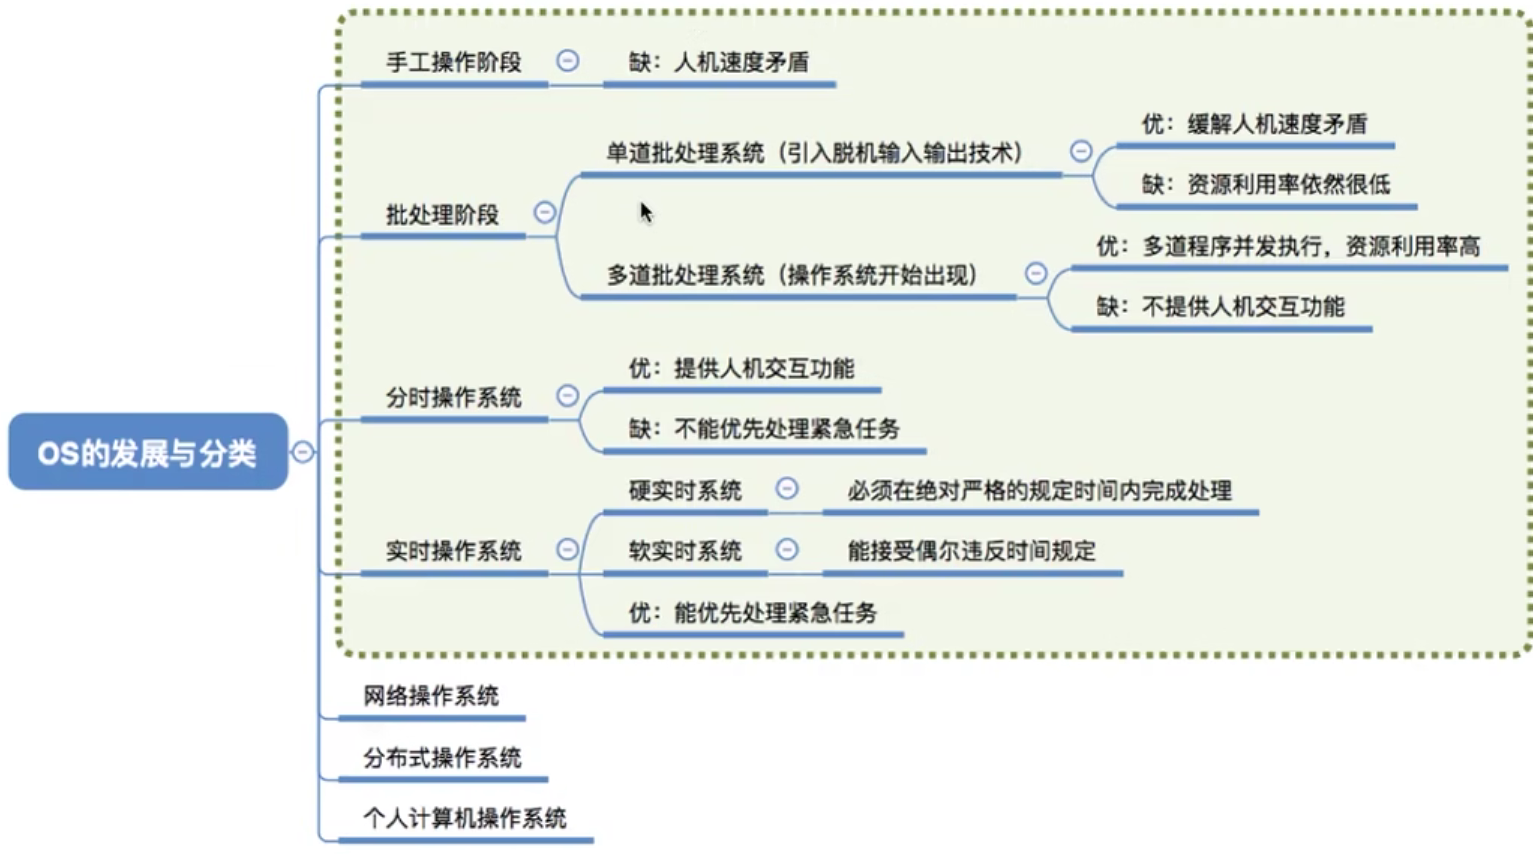 手工操作阶段
缺：人机速度矛盾
批处理阶段
单道批处理系统（引入脱机输入输出技术）
优：缓解人机速度矛盾
缺：资源利用率依然很低
多道批处理系统（操作系统开始出现）
优：多道程序并发执行，资源利用率高
缺：不提供人机交互功能
分时操作系统
优：提供人机交互功能
缺：不能优先处理紧急任务
OS的发展与分类
实时操作系统
硬实时系统
必须在绝对严格的规定时间内完成处理
软实时系统
能接受偶尔违反时间规定
优：能优先处理紧急任务
网络操作系统
分布式操作系统
个人计算机操作系统